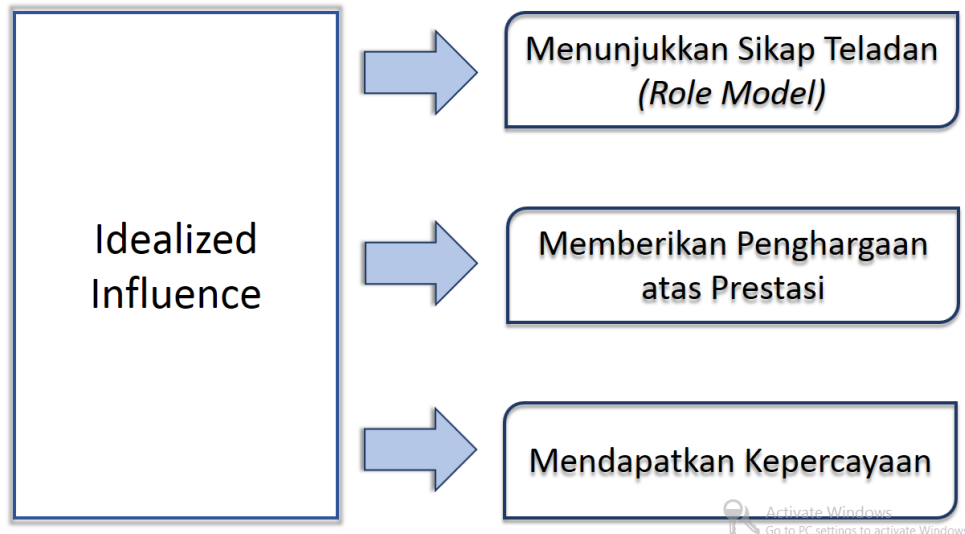 Idealized
Influence
Menunjukkan Sikap Teladan
(Role Model)
Memberikan Penghargaan
atas Prestasi
Mendapatkan Kepercayaan
Activate Windows
Go to PC settings to activate Windows